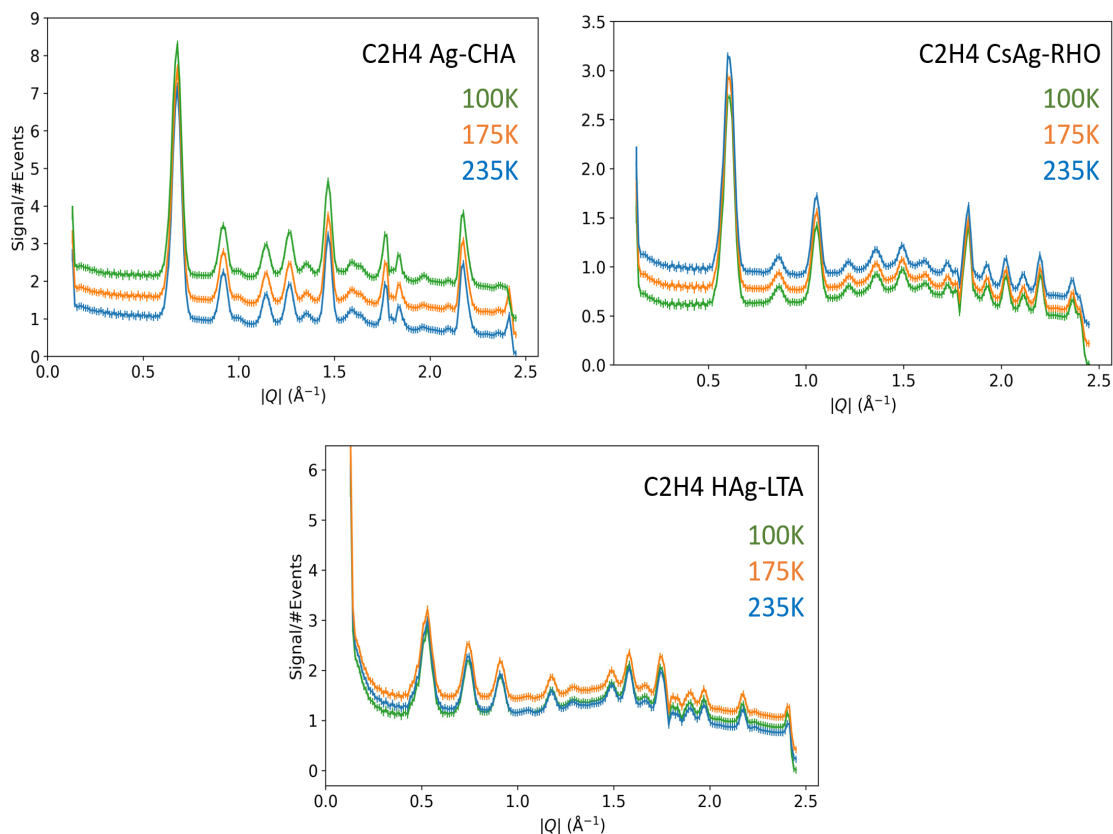 C2H4 Ag-CHA
100K
175K
235K
Signal/#Events
9
8
7
6
5
4
3
2
1
0
0.0 0.5 1.0 1.5 2.0 2.5
|Q| (Å⁻¹)
C2H4 CsAg-RHO
100K
175K
235K
3.5
3.0
2.5
2.0
1.5
1.0
0.5
0.0
0.5 1.0 1.5 2.0 2.5
|Q| (Å⁻¹)
C2H4 HAg-LTA
100K
175K
235K
Signal/#Events
6
5
4
3
2
1
0
0.0 0.5 1.0 1.5 2.0 2.5
|Q| (Å⁻¹)